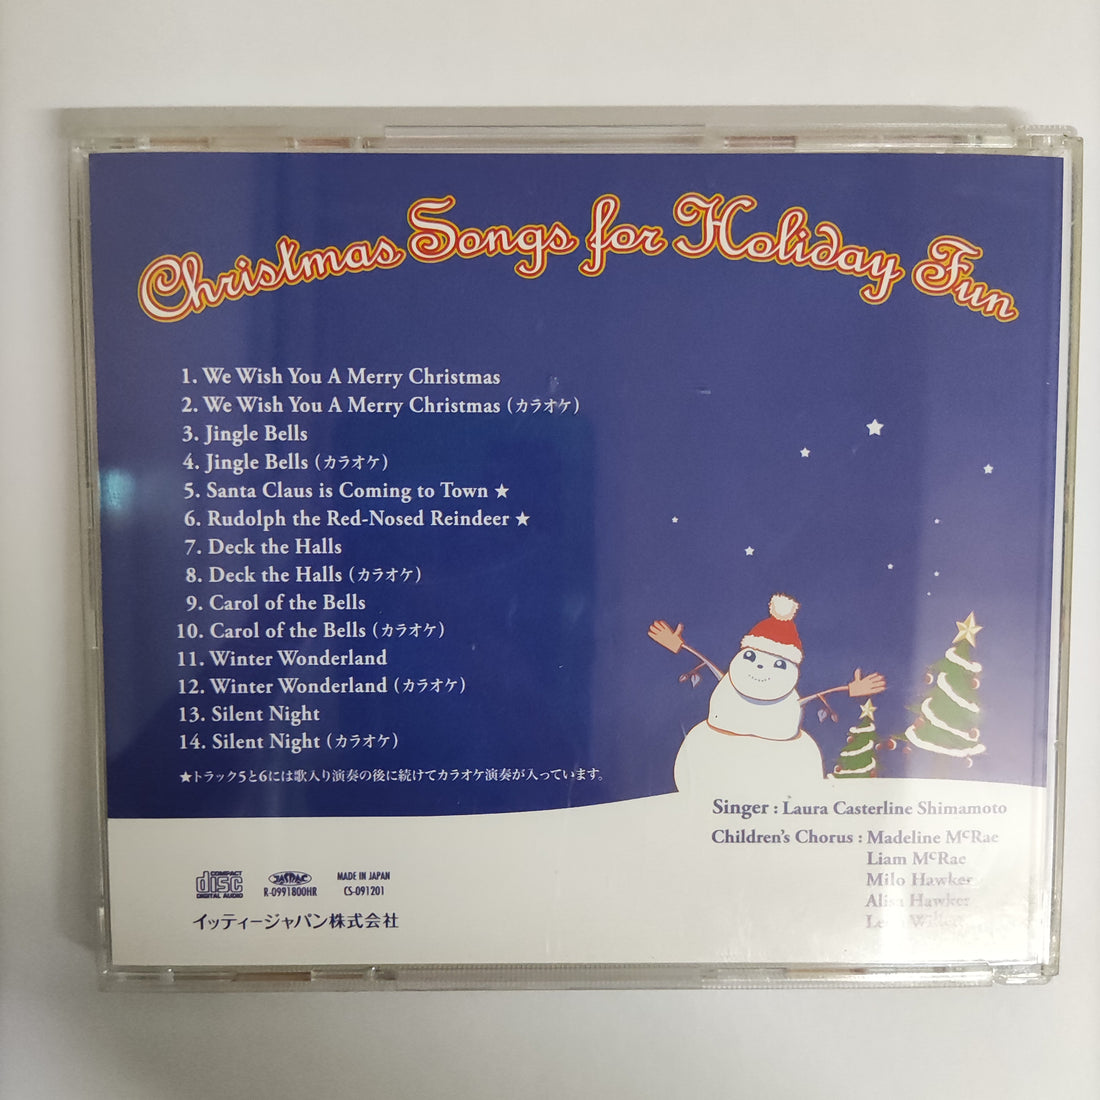 Christmas Songs for Holiday Fun
1. We Wish You A Merry Christmas
2. We Wish You A Merry Christmas (カラオケ)
3. Jingle Bells
4. Jingle Bells (カラオケ)
5. Santa Claus is Coming to Town ★
6. Rudolph the Red-Nosed Reindeer ★
7. Deck the Halls
8. Deck the Halls (カラオケ)
9. Carol of the Bells
10. Carol of the Bells (カラオケ)
11. Winter Wonderland
12. Winter Wonderland (カラオケ)
13. Silent Night
14. Silent Night (カラオケ)
★トラック5と6には歌入り演奏の後に続けてカラオケ演奏が入っています。
Singer : Laura Casterline Shimamoto
Children's Chorus : Madeline McRae
Liam McRae
Milo Hawker
Hawker
COMPACT
disc
DIGITAL AUDIO
JASRAC
R-0991800HR
MADE IN JAPAN
CS-091201
イッティージャパン株式会社